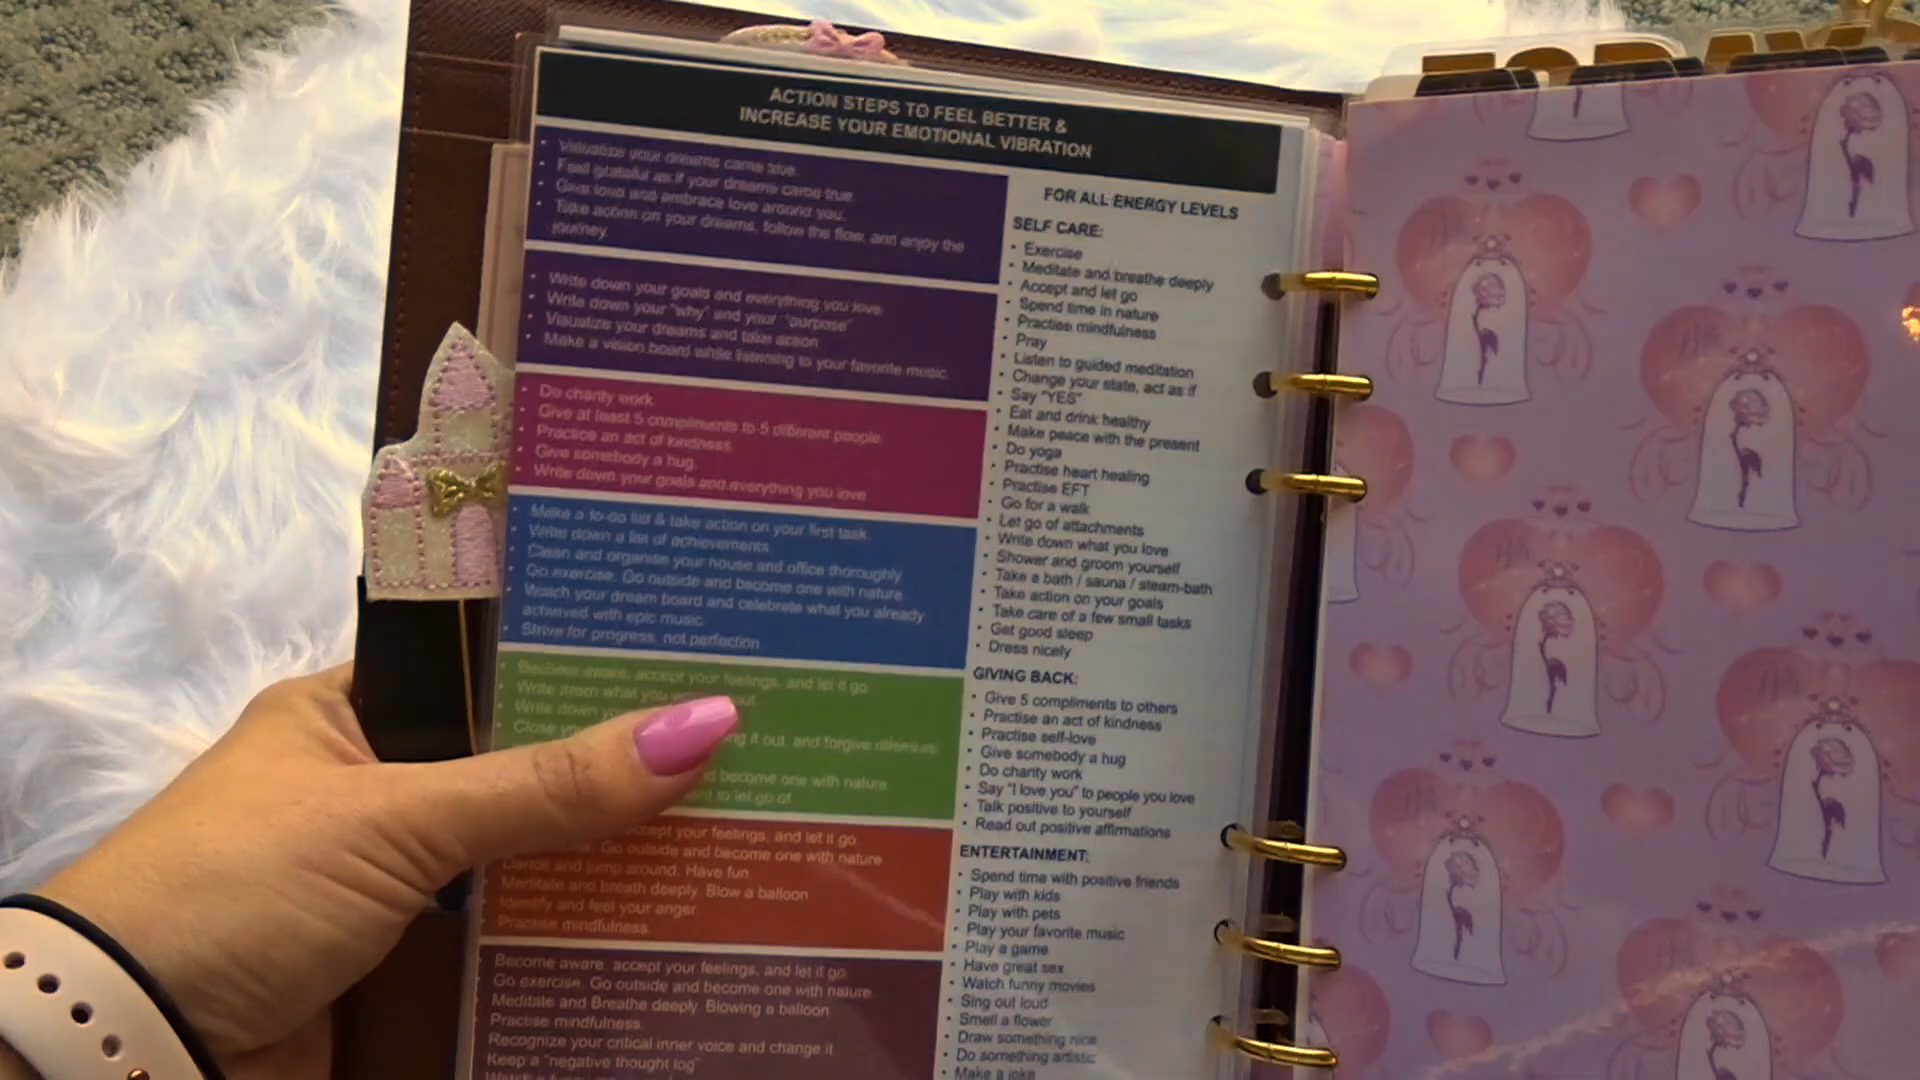 ACTION STEPS TO FEEL BETTER &
INCREASE YOUR EMOTIONAL VIBRATION
• Visualize your dreams came true.
• Feel grateful as if your dreams came true.
• Give loud and embrace love around you.
• Take action on your dreams, follow the flow, and enjoy the
journey.
• Write down your goals and everything you love.
• Write down your "why" and your "purpose"
• Visualize your dreams and take action
• Make a vision board while listening to your favorite music.
• Do charity work.
• Give at least 5 compliments to 5 different people.
• Practice an act of kindness.
• Give somebody a hug.
• Write down your goals and everything you love.
• Make a to-do list & take action on your first task.
• Write down a list of achievements.
• Clean and organise your house and office thoroughly
• Go exercise. Go outside and become one with nature.
• Watch your dream board and celebrate what you already
achieved with epic music.
• Strive for progress, not perfection
• Become aware, accept your feelings, and let it go.
• Write down what you out.
• Write down
• Close it out, and forgive
become one with nature.
to let go of
accept your feelings, and let it go.
Go outside and become one with nature
Dance and jump around. Have fun.
• Meditate and breath deeply. Blow a balloon
• Identify and feel your anger.
• Practise mindfulness.
• Become aware, accept your feelings, and let it go.
• Go exercise. Go outside and become one with nature.
• Meditate and Breathe deeply. Blowing a balloon
• Practise mindfulness.
• Recognize your critical inner voice and change it.
• Keep a "negative thought log"
FOR ALL ENERGY LEVELS
SELF CARE:
• Exercise
• Meditate and breathe deeply
• Accept and let go
• Spend time in nature
• Practise mindfulness
• Pray
• Listen to guided meditation
• Change your state, act as if
• Say "YES"
• Eat and drink healthy
• Make peace with the present
• Do yoga
• Practise heart healing
• Practise EFT
• Go for a walk
• Let go of attachments
• Write down what you love
• Shower and groom yourself
• Take a bath / sauna / steam-bath
• Take action on your goals
• Take care of a few small tasks
• Get good sleep
• Dress nicely
GIVING BACK:
• Give 5 compliments to others
• Practise an act of kindness
• Practise self-love
• Give somebody a hug
• Do charity work
• Say "I love you" to people you love
• Talk positive to yourself
• Read out positive affirmations
ENTERTAINMENT:
• Spend time with positive friends
• Play with kids
• Play with pets
• Play your favorite music
• Play a game
• Have great sex
• Watch funny movies
• Sing out loud
• Smell a flower
• Draw something nice
• Do something artistic
• Make a joke